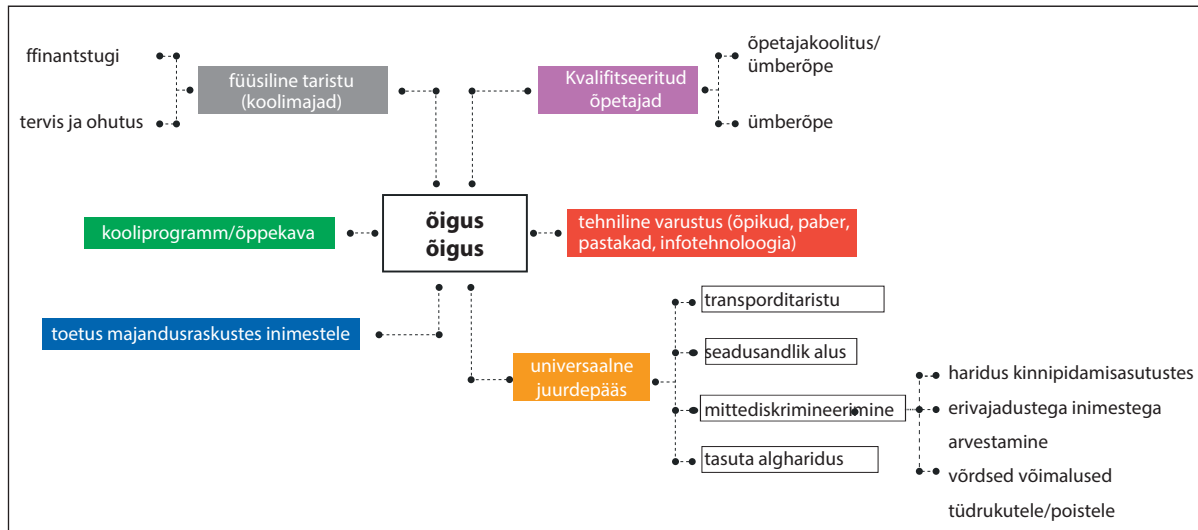 ffinantstugi
tervis ja ohutus
füüsiline taristu
(koolimajad)
Kvalifitseeritud
õpetajad
õpetajakoolitus/
ümberõpe
ümberõpe
kooliprogramm/õppekava
õigus
õigus
tehniline varustus (õpikud, paber,
pastakad, infotehnoloogia)
toetus majandusraskustes inimestele
universaalne
juurdepääs
transporditaristu
seadusandlik alus
mittediskrimineerimine
tasuta algharidus
haridus kinnipidamisasutustes
erivajadustega inimestega
arvestamine
võrdsed võimalused
tüdrukutele/poistele